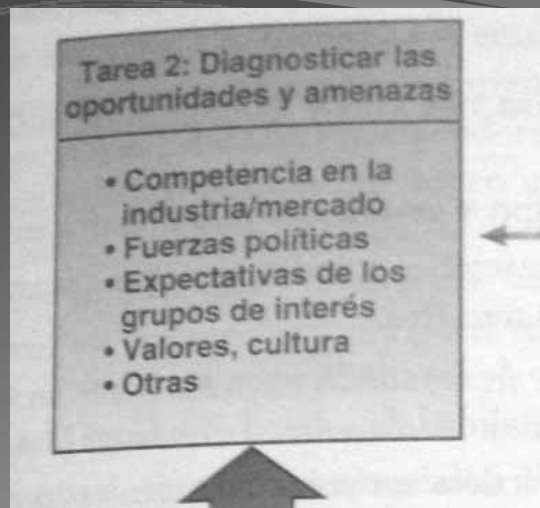 Tarea 2: Diagnosticar las
oportunidades y amenazas
• Competencia en la
industria/mercado
• Fuerzas políticas
• Expectativas de los
grupos de interés
• Valores, cultura
• Otras